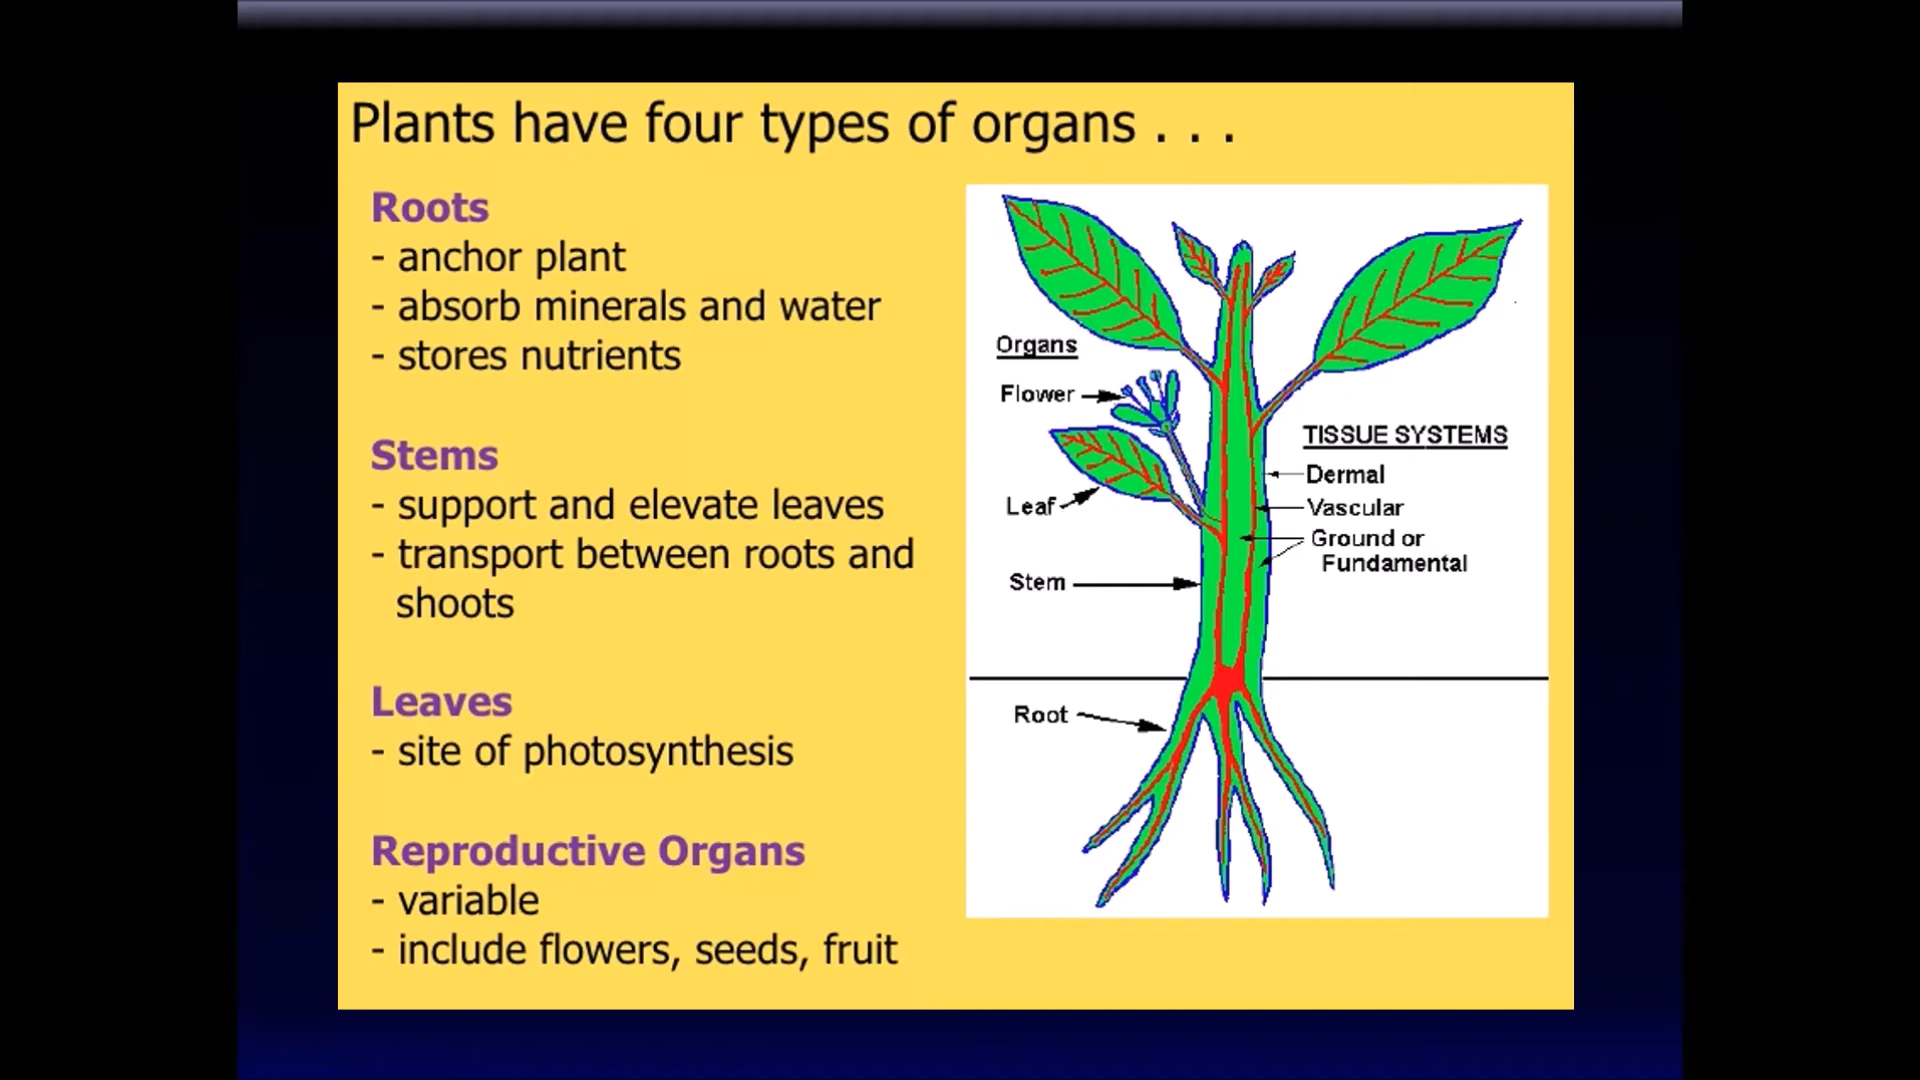 Plants have four types of organs . . .
Roots
- anchor plant
- absorb minerals and water
- stores nutrients
Stems
- support and elevate leaves
- transport between roots and
shoots
Leaves
- site of photosynthesis
Reproductive Organs
- variable
- include flowers, seeds, fruit
Organs
Flower
Leaf
Stem
Root
TISSUE SYSTEMS
Dermal
Vascular
Ground or
Fundamental